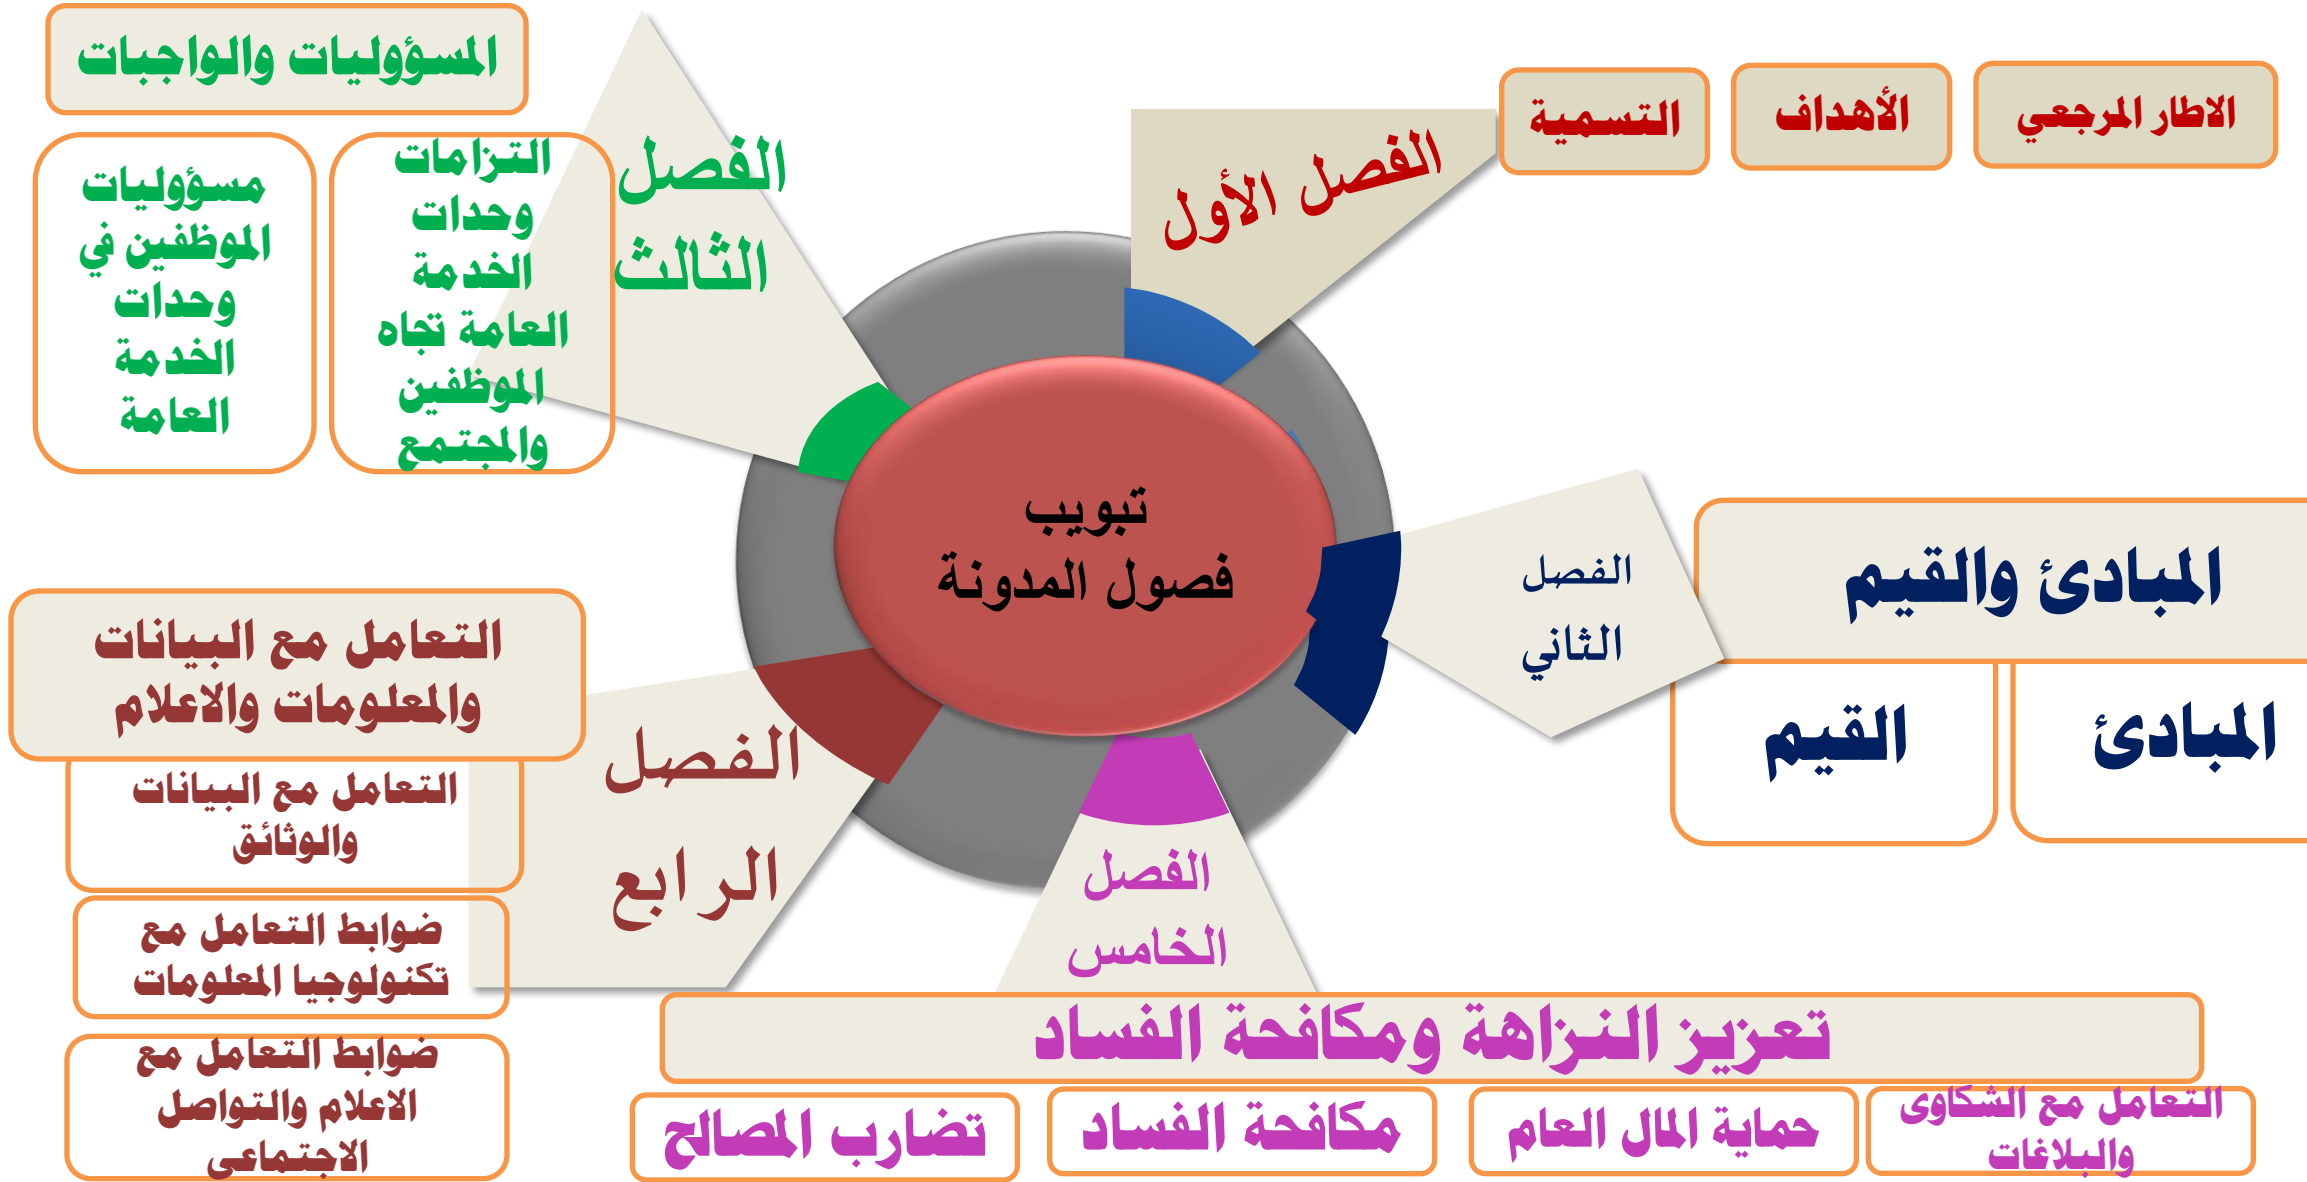 تبويب
فصول المدونة
الفصل الأول
التسمية
الأهداف
الاطار المرجعي
الفصل
الثاني
المبادئ والقيم
المبادئ
القيم
الفصل
الثالث
المسؤوليات والواجبات
التزامات
وحدات
الخدمة
العامة تجاه
الموظفين
والمجتمع
مسؤوليات
الموظفين في
وحدات
الخدمة
العامة
الفصل
الرابع
التعامل مع البيانات
والمعلومات والاعلام
التعامل مع البيانات
والوثائق
ضوابط التعامل مع
تكنولوجيا المعلومات
ضوابط التعامل مع
الاعلام والتواصل
الاجتماعي
الفصل
الخامس
تعزيز النزاهة ومكافحة الفساد
التعامل مع الشكاوى
والبلاغات
حماية المال العام
مكافحة الفساد
تضارب المصالح